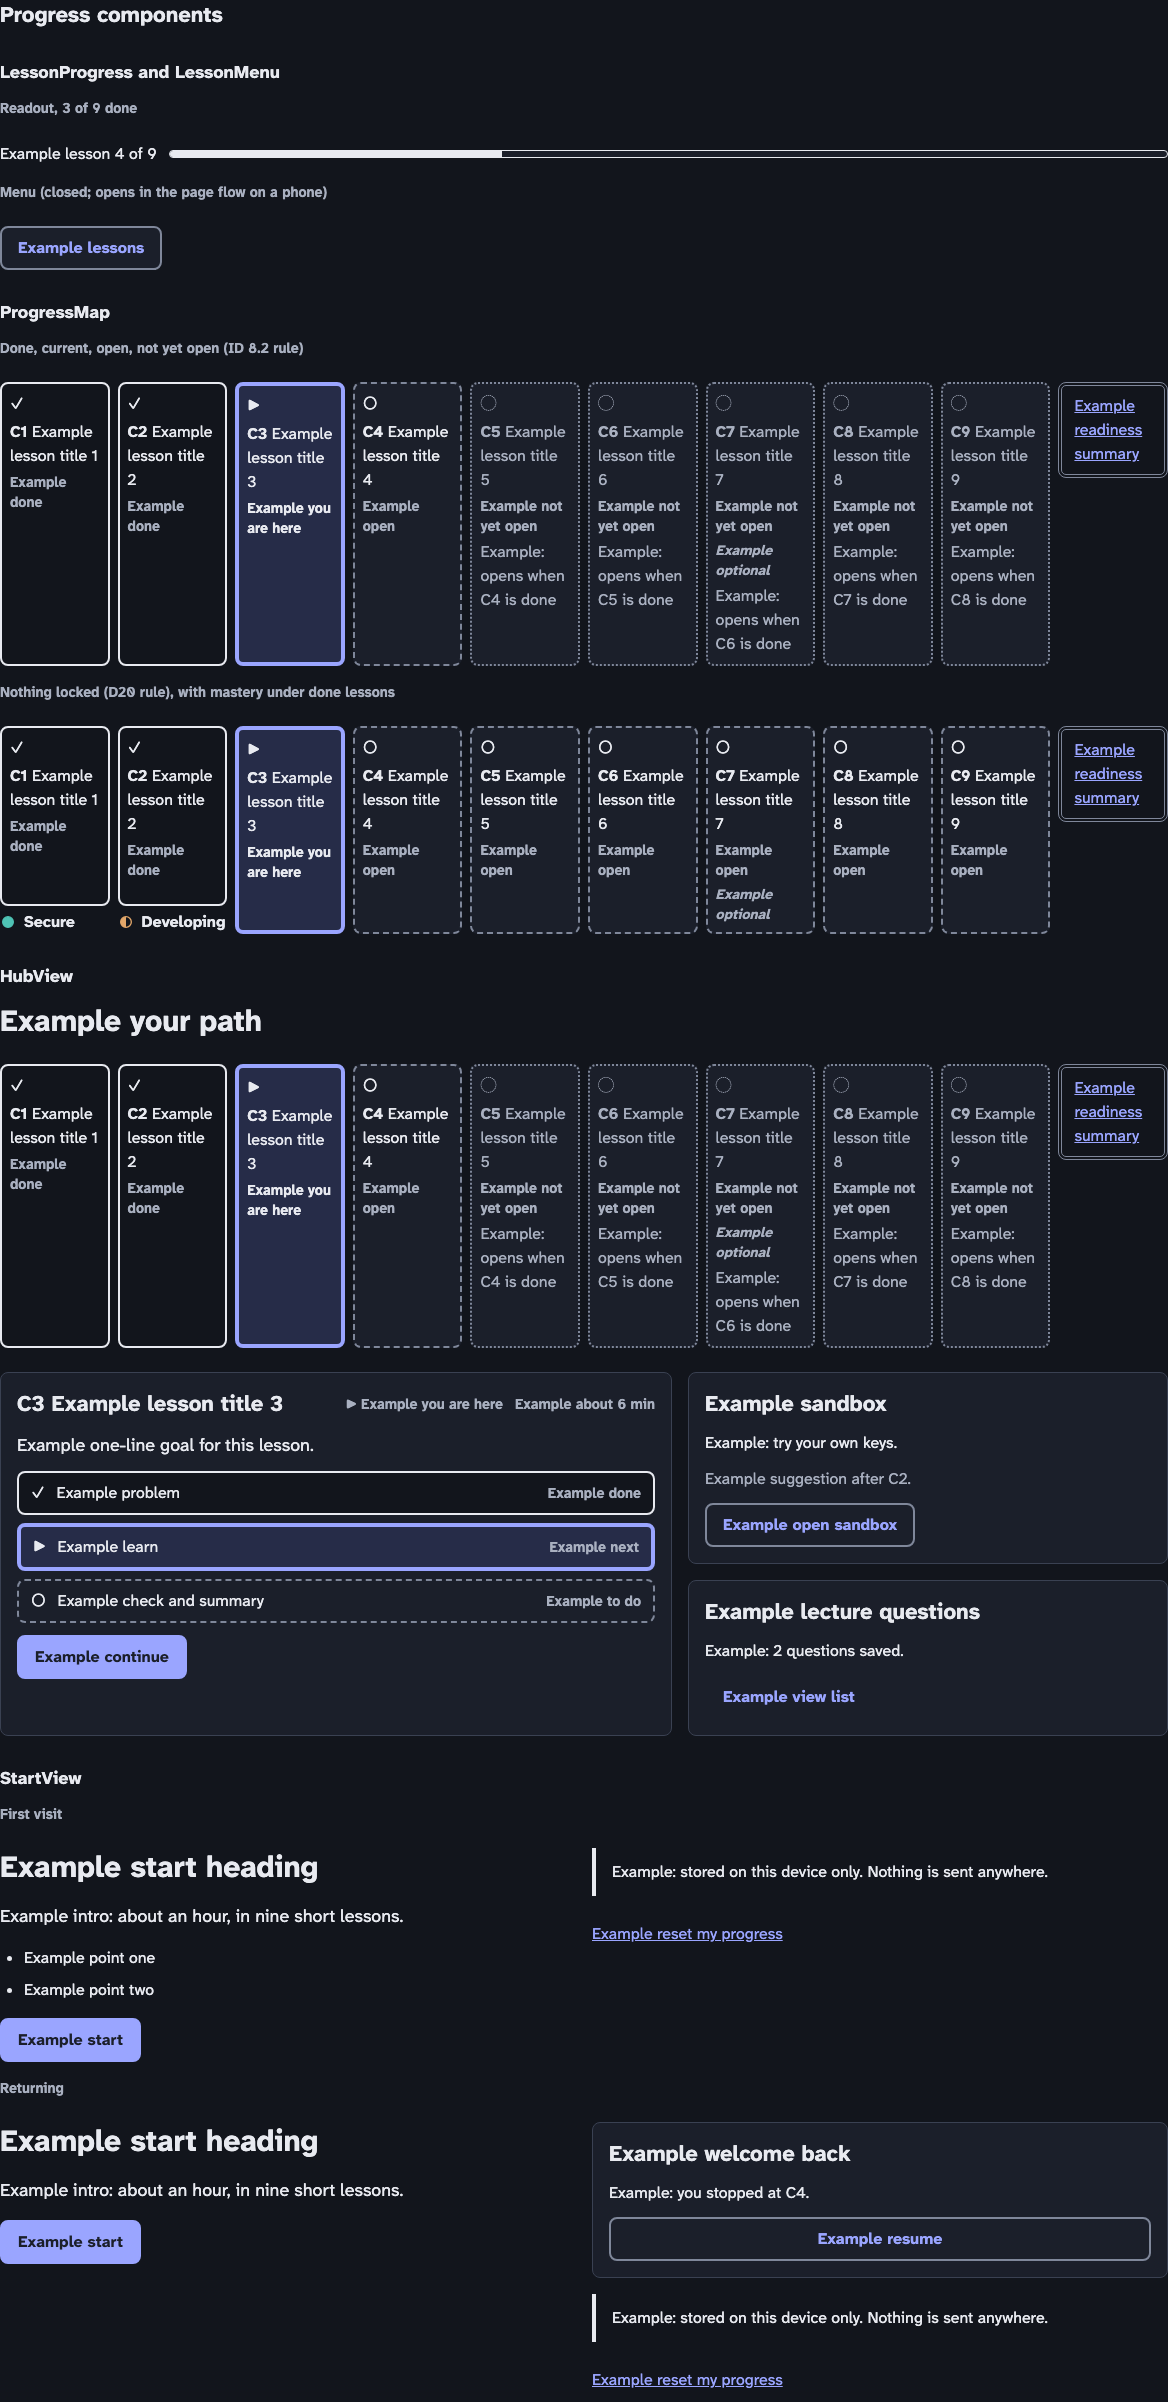 Progress components
LessonProgress and LessonMenu
Readout, 3 of 9 done
Example lesson 4 of 9
Menu (closed; opens in the page flow on a phone)
Example lessons
ProgressMap
Done, current, open, not yet open (ID 8.2 rule)
C1 Example
lesson title 1
Example
done
C2 Example
lesson title
2
Example
done
C3 Example
lesson title
3
Example you
are here
C4 Example
lesson title
4
Example
open
C5 Example
lesson title
5
Example not
yet open
Example:
opens when
C4 is done
C6 Example
lesson title
6
Example not
yet open
Example:
opens when
C5 is done
C7 Example
lesson title
7
Example not
yet open
Example
optional
Example:
opens when
C6 is done
C8 Example
lesson title
8
Example not
yet open
Example:
opens when
C7 is done
C9 Example
lesson title
9
Example not
yet open
Example:
opens when
C8 is done
Example
readiness
summary
Nothing locked (D20 rule), with mastery under done lessons
C1 Example
lesson title 1
Example
done
Secure
C2 Example
lesson title
2
Example
done
Developing
C3 Example
lesson title
3
Example you
are here
C4 Example
lesson title
4
Example
open
C5 Example
lesson title
5
Example
open
C6 Example
lesson title
6
Example
open
C7 Example
lesson title
7
Example
open
Example
optional
C8 Example
lesson title
8
Example
open
C9 Example
lesson title
9
Example
open
Example
readiness
summary
HubView
Example your path
C1 Example
lesson title 1
Example
done
C2 Example
lesson title
2
Example
done
C3 Example
lesson title
3
Example you
are here
C4 Example
lesson title
4
Example
open
C5 Example
lesson title
5
Example not
yet open
Example:
opens when
C4 is done
C6 Example
lesson title
6
Example not
yet open
Example:
opens when
C5 is done
C7 Example
lesson title
7
Example not
yet open
Example
optional
Example:
opens when
C6 is done
C8 Example
lesson title
8
Example not
yet open
Example:
opens when
C7 is done
C9 Example
lesson title
9
Example not
yet open
Example:
opens when
C8 is done
Example
readiness
summary
C3 Example lesson title 3
Example you are here Example about 6 min
Example one-line goal for this lesson.
Example problem Example done
Example learn Example next
Example check and summary Example to do
Example continue
Example sandbox
Example: try your own keys.
Example suggestion after C2.
Example open sandbox
Example lecture questions
Example: 2 questions saved.
Example view list
StartView
First visit
Example start heading
Example intro: about an hour, in nine short lessons.
• Example point one
• Example point two
Example start
Example: stored on this device only. Nothing is sent anywhere.
Example reset my progress
Returning
Example start heading
Example intro: about an hour, in nine short lessons.
Example start
Example welcome back
Example: you stopped at C4.
Example resume
Example: stored on this device only. Nothing is sent anywhere.
Example reset my progress